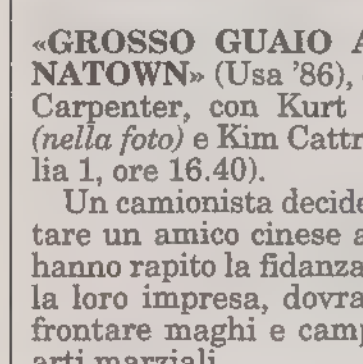 «GROSSO GUAIO A
NATOWN» (Usa '86),
Carpenter, con Kurt
(nella foto) e Kim Cattr
lia 1, ore 16.40).
Un camionista decide
tare un amico cinese a
hanno rapito la fidanza
la loro impresa, dovra
frontare maghi e camp
arti marziali